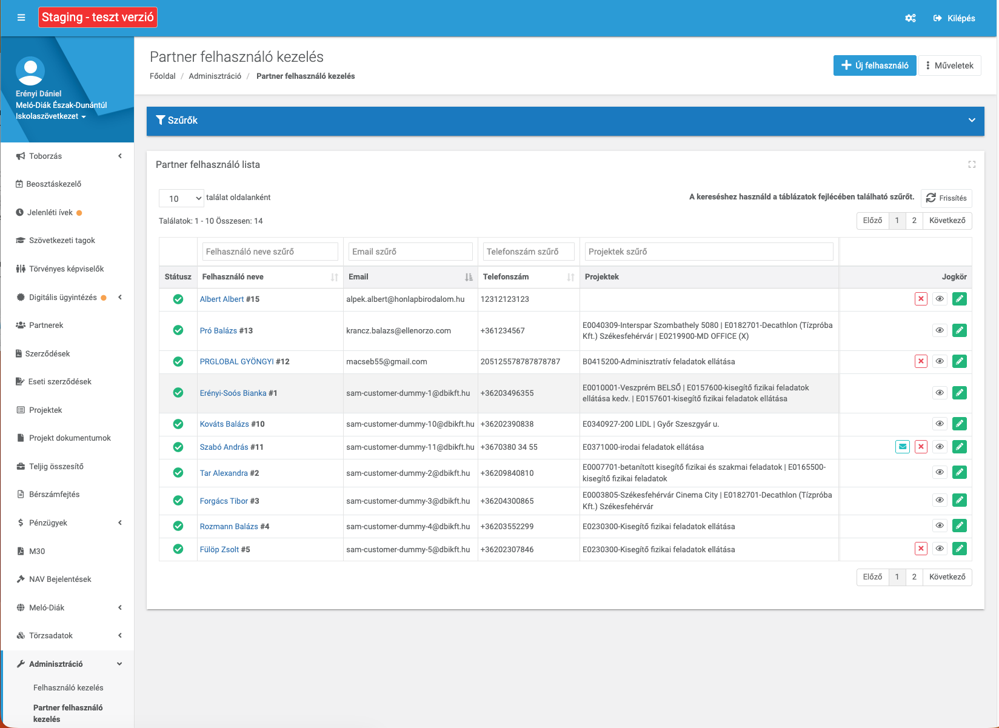 Staging - teszt verzió
Kilépés
Erényi Dániel
Meló-Diák Észak-Dunántúl
Iskolaszövetkezet
Toborzás
Beosztáskezelő
Jelenléti ívek
Szövetkezeti tagok
Törvényes képviselők
Digitális ügyintézés
Partnerek
Szerződések
Eseti szerződések
Projektek
Projekt dokumentumok
Teljig összesítő
Bérszámfejtés
Pénzügyek
M30
NAV Bejelentések
Meló-Diák
Törzsadatok
Adminisztráció
Felhasználó kezelés
Partner felhasználó
kezelés
Partner felhasználó kezelés
Főoldal / Adminisztráció / Partner felhasználó kezelés
Új felhasználó
Műveletek
Szűrők
Partner felhasználó lista
10 találat oldalanként
A kereséshez használd a táblázatok fejlécében található szűrőt.
Frissítés
Találatok: 1 - 10 Összesen: 14
Előző 1 2 Következő
Felhasználó neve szűrő Email szűrő Telefonszám szűrő Projektek szűrő
Státusz Felhasználó neve Email Telefonszám Projektek Jogkör
Albert Albert #15 alpek.albert@honlapbirodalom.hu 12312123123
Pró Balázs #13 krancz.balazs@ellenorzo.com +361234567 E0040309-Interspar Szombathely 5080 | E0182701-Decathlon (Tízpróba
Kft.) Székesfehérvár | E0219900-MD OFFICE (X)
PRGLOBAL GYÖNGYI #12 macseb55@gmail.com 205125578787878787 B0415200-Adminisztratív feladatok ellátása
Erényi-Soós Bianka #1 sam-customer-dummy-1@dbikft.hu +36203496355 E0010001-Veszprém BELSŐ | E0157600-kisegítő fizikai feladatok
ellátása kedv. | E0157601-kisegítő fizikai feladatok ellátása
Kováts Balázs #10 sam-customer-dummy-10@dbikft.hu +36202390838 E0340927-200 LIDL | Győr Szeszgyár u.
Szabó András #11 sam-customer-dummy-11@dbikft.hu +3670380 34 55 E0371000-irodai feladatok ellátása
Tar Alexandra #2 sam-customer-dummy-2@dbikft.hu +36209840810 E0007701-betanított kisegítő fizikai és szakmai feladatok | E0165500-
kisegítő fizikai feladatok
Forgács Tibor #3 sam-customer-dummy-3@dbikft.hu +36204300865 E0003805-Székesfehérvár Cinema City | E0182701-Decathlon (Tízpróba
Kft.) Székesfehérvár
Rozmann Balázs #4 sam-customer-dummy-4@dbikft.hu +36203552299 E0230300-Kisegítő fizikai feladatok ellátása
Fülöp Zsolt #5 sam-customer-dummy-5@dbikft.hu +36202307846 E0230300-Kisegítő fizikai feladatok ellátása
Előző 1 2 Következő